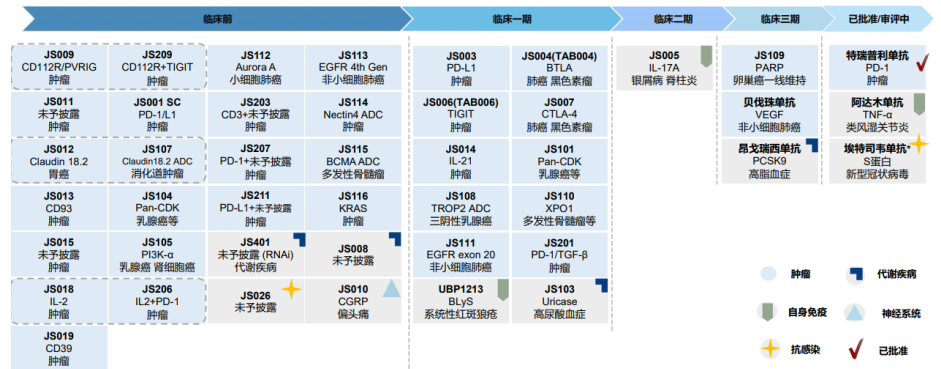 临床前
临床一期
临床二期
临床三期
已批准/审评中
JS009
CD112R/PVRIG
肿瘤
JS209
CD112R+TIGIT
肿瘤
JS112
Aurora A
小细胞肺癌
JS113
EGFR 4th Gen
非小细胞肺癌
JS011
未予披露
肿瘤
JS001 SC
PD-1/L1
肿瘤
JS203
CD3+未予披露
肿瘤
JS114
Nectin4 ADC
肿瘤
JS012
Claudin 18.2
胃癌
JS107
Claudin18.2 ADC
消化道肿瘤
JS207
PD-1+未予披露
肿瘤
JS115
BCMA ADC
多发性骨髓瘤
JS013
CD93
肿瘤
JS104
Pan-CDK
乳腺癌等
JS211
PD-L1+未予披露
肿瘤
JS116
KRAS
肿瘤
JS015
未予披露
肿瘤
JS105
PI3K-α
乳腺癌 肾细胞癌
JS401
未予披露 (RNAi)
代谢疾病
JS008
未予披露
JS018
IL-2
肿瘤
JS206
IL2+PD-1
肿瘤
JS026
未予披露
JS010
CGRP
偏头痛
JS019
CD39
肿瘤
JS003
PD-L1
肿瘤
JS004(TAB004)
BTLA
肺癌 黑色素瘤
JS006(TAB006)
TIGIT
肿瘤
JS007
CTLA-4
肺癌 黑色素瘤
JS014
IL-21
肿瘤
JS101
Pan-CDK
乳腺癌等
JS108
TROP2 ADC
三阴性乳腺癌
JS110
XPO1
多发性骨髓瘤等
JS111
EGFR exon 20
非小细胞肺癌
JS201
PD-1/TGF-β
肿瘤
UBP1213
BLyS
系统性红斑狼疮
JS103
Uricase
高尿酸血症
JS005
IL-17A
银屑病 脊柱炎
JS109
PARP
卵巢癌一线维持
贝伐珠单抗
VEGF
非小细胞肺癌
昂戈瑞西单抗
PCSK9
高脂血症
特瑞普利单抗
PD-1
肿瘤
阿达木单抗
TNF-α
类风湿关节炎
埃特司韦单抗*
S蛋白
新型冠状病毒
肿瘤
代谢疾病
自身免疫
神经系统
抗感染
已批准